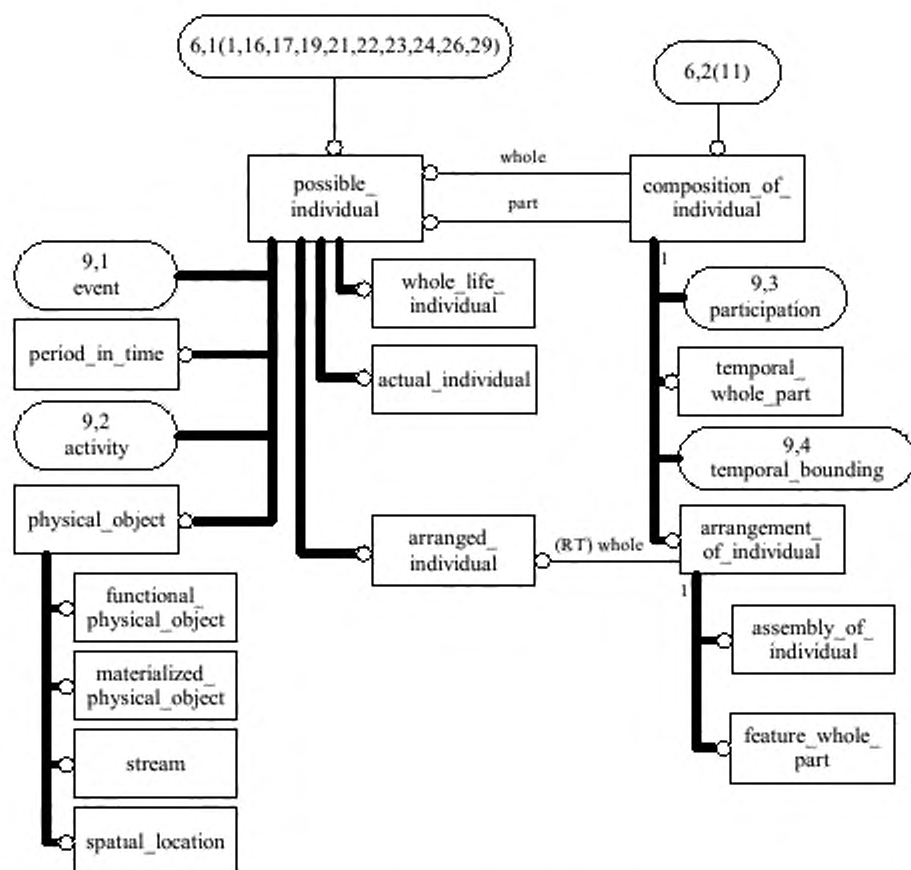 6,1(1,16,17,19,21,22,23,24,26,29)
6,2(11)
possible_
individual
whole
part
composition_of_
individual
1
9,1
event
whole_life_
individual
9,3
participation
period_in_time
actual_individual
temporal_
whole_part
9,2
activity
9,4
temporal_bounding
physical_object
arranged_
individual
(RT) whole
arrangement_
of_individual
1
functional_
physical_object
assembly_of_
individual
materialized_
physical_object
feature_whole_
part
stream
spatial_location